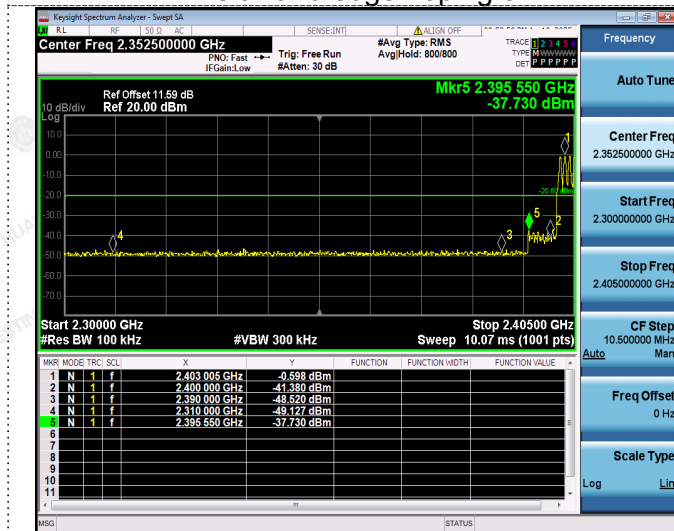 Keysight Spectrum Analyzer - Swept SA
RL RF 50 Ω AC SENSE:INT ALIGN OFF
Center Freq 2.352500000 GHz
PNO: Fast
IFGain:Low
Trig: Free Run
#Atten: 30 dB
#Avg Type: RMS
Avg|Hold: 800/800
TRACE 1 2 3 4 5 6
TYPE M W W W W W
DET P P P P P P
Ref Offset 11.59 dB
Ref 20.00 dBm
10 dB/div
Log
Mkr5 2.395 550 GHz
-37.730 dBm
10.0
0.00
-10.0
-20.0
-30.0
-40.0
-50.0
-60.0
-70.0
1
5
2
3
4
Start 2.30000 GHz
Stop 2.40500 GHz
#Res BW 100 kHz
#VBW 300 kHz
Sweep 10.07 ms (1001 pts)
MKR MODE TRC SCL X Y FUNCTION FUNCTION WIDTH FUNCTION VALUE
1 N 1 f 2.403 005 GHz -0.598 dBm
2 N 1 f 2.400 000 GHz -41.380 dBm
3 N 1 f 2.390 000 GHz -48.520 dBm
4 N 1 f 2.310 000 GHz -49.127 dBm
5 N 1 f 2.395 550 GHz -37.730 dBm
6
7
8
9
10
11
MSG STATUS
Frequency
Auto Tune
Center Freq
2.352500000 GHz
Start Freq
2.300000000 GHz
Stop Freq
2.405000000 GHz
CF Step
10.500000 MHz
Auto Man
Freq Offset
0 Hz
Scale Type
Log Lin